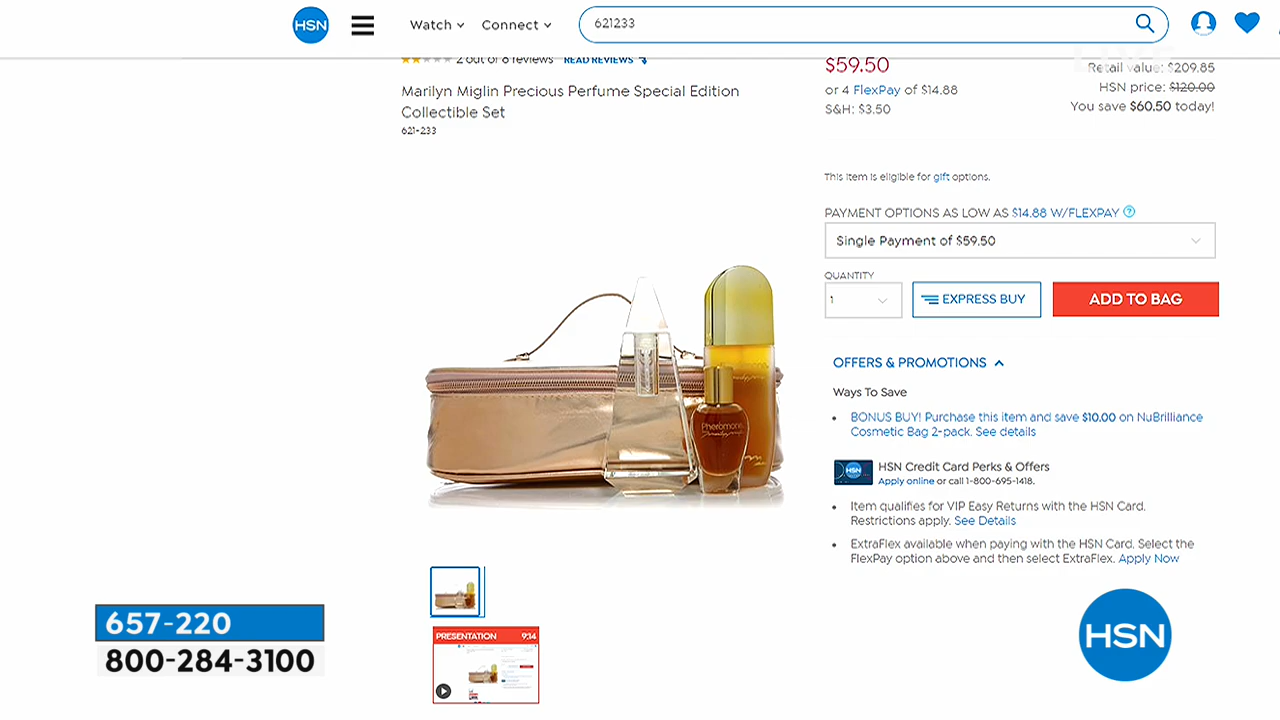 HSN
Watch
Connect
621233
2 out of 8 reviews READ REVIEWS
Marilyn Miglin Precious Perfume Special Edition
Collectible Set
621-233
$59.50
or 4 FlexPay of $14.88
S&H: $3.50
Retail value: $209.85
HSN price: $120.00
You save $60.50 today!
This item is eligible for gift options.
PAYMENT OPTIONS AS LOW AS $14.88 W/FLEXPAY ?
Single Payment of $59.50
QUANTITY
1
EXPRESS BUY
ADD TO BAG
OFFERS & PROMOTIONS
Ways To Save
• BONUS BUY! Purchase this item and save $10.00 on NuBrilliance
Cosmetic Bag 2-pack. See details
HSN
HSN Credit Card Perks & Offers
Apply online or call 1-800-695-1418.
• Item qualifies for VIP Easy Returns with the HSN Card.
Restrictions apply. See Details
• ExtraFlex available when paying with the HSN Card. Select the
FlexPay option above and then select ExtraFlex. Apply Now
Pheromone
PRESENTATION 9:14
657-220
800-284-3100
HSN